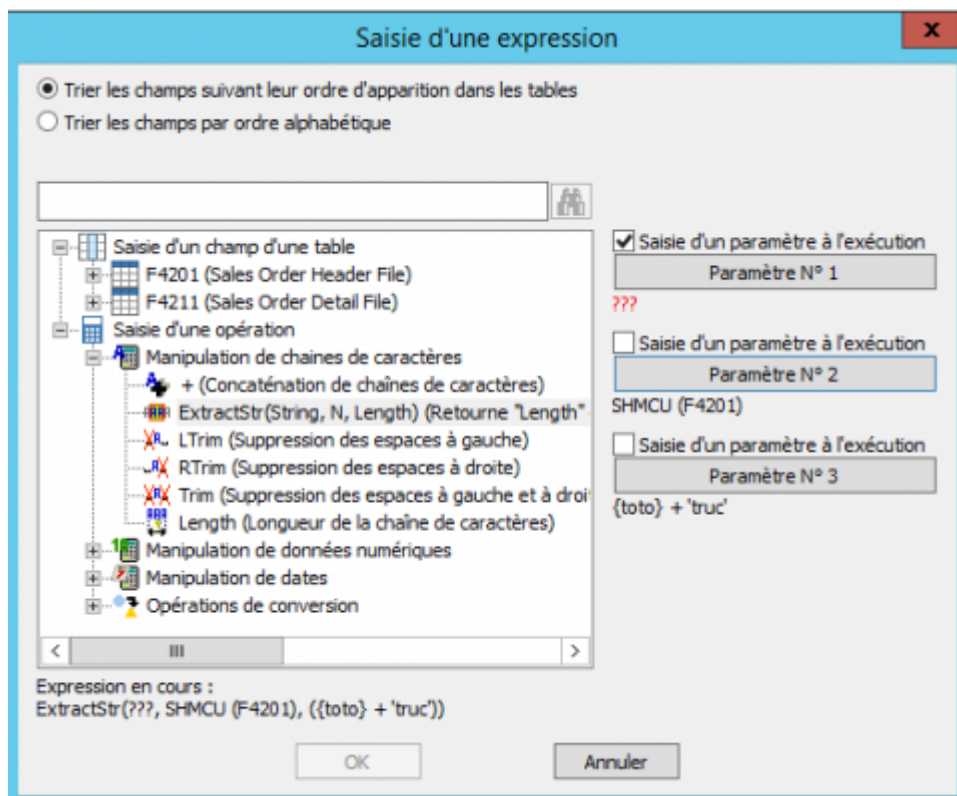 Saisie d'une expression
x
Trier les champs suivant leur ordre d'apparition dans les tables
Trier les champs par ordre alphabétique
Saisie d'un champ d'une table
F4201 (Sales Order Header File)
F4211 (Sales Order Detail File)
Saisie d'une opération
Manipulation de chaines de caractères
+ (Concaténation de chaînes de caractères)
ExtractStr(String, N, Length) (Retourne "Length"
LTrim (Suppression des espaces à gauche)
RTrim (Suppression des espaces à droite)
Trim (Suppression des espaces à gauche et à droi
Length (Longueur de la chaîne de caractères)
Manipulation de données numériques
Manipulation de dates
Opérations de conversion
Saisie d'un paramètre à l'exécution
Paramètre N° 1
???
Saisie d'un paramètre à l'exécution
Paramètre N° 2
SHMCU (F4201)
Saisie d'un paramètre à l'exécution
Paramètre N° 3
{toto} + 'truc'
Expression en cours :
ExtractStr(???, SHMCU (F4201), ({toto} + 'truc'))
OK
Annuler